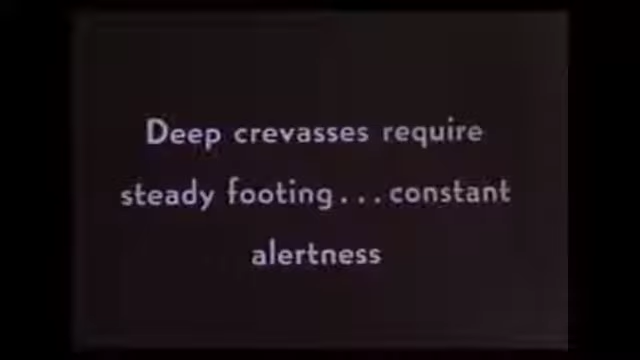 Deep crevasses require
steady footing...constant
alertness